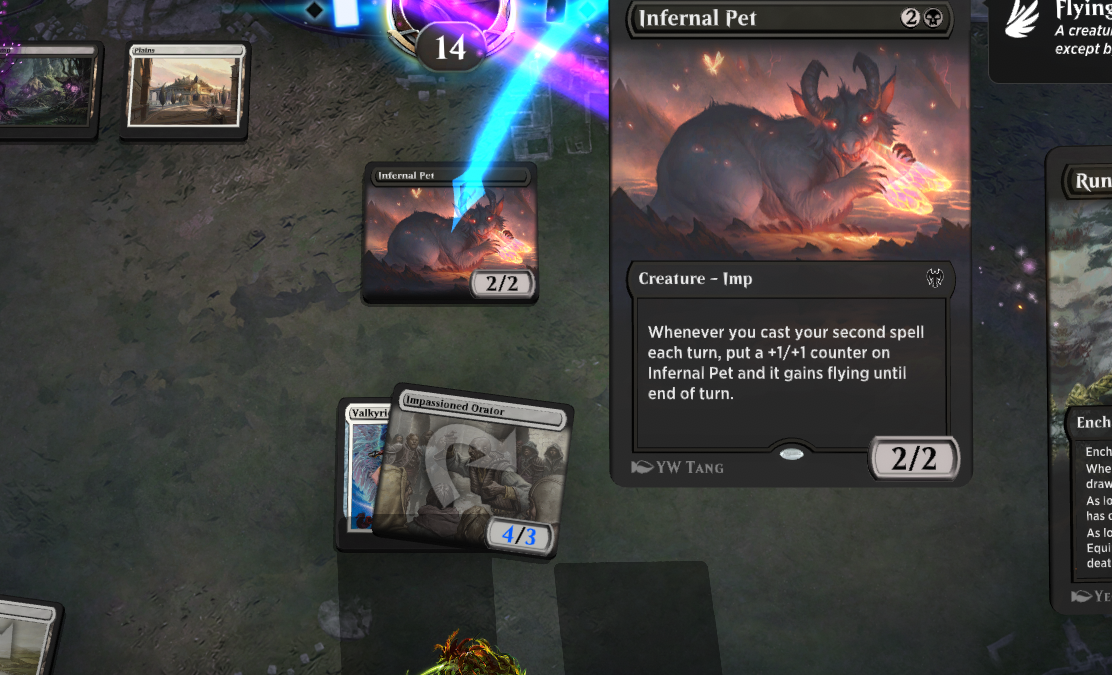 Plains
14
Infernal Pet
2/2
Impassioned Orator
4/3
Infernal Pet
2
Creature – Imp
Whenever you cast your second spell
each turn, put a +1/+1 counter on
Infernal Pet and it gains flying until
end of turn.
YW Tang
2/2
Flying
A creatu
except b
Run
Ench
Ench
Whe
draw
As lo
has
As lo
Equi
deat